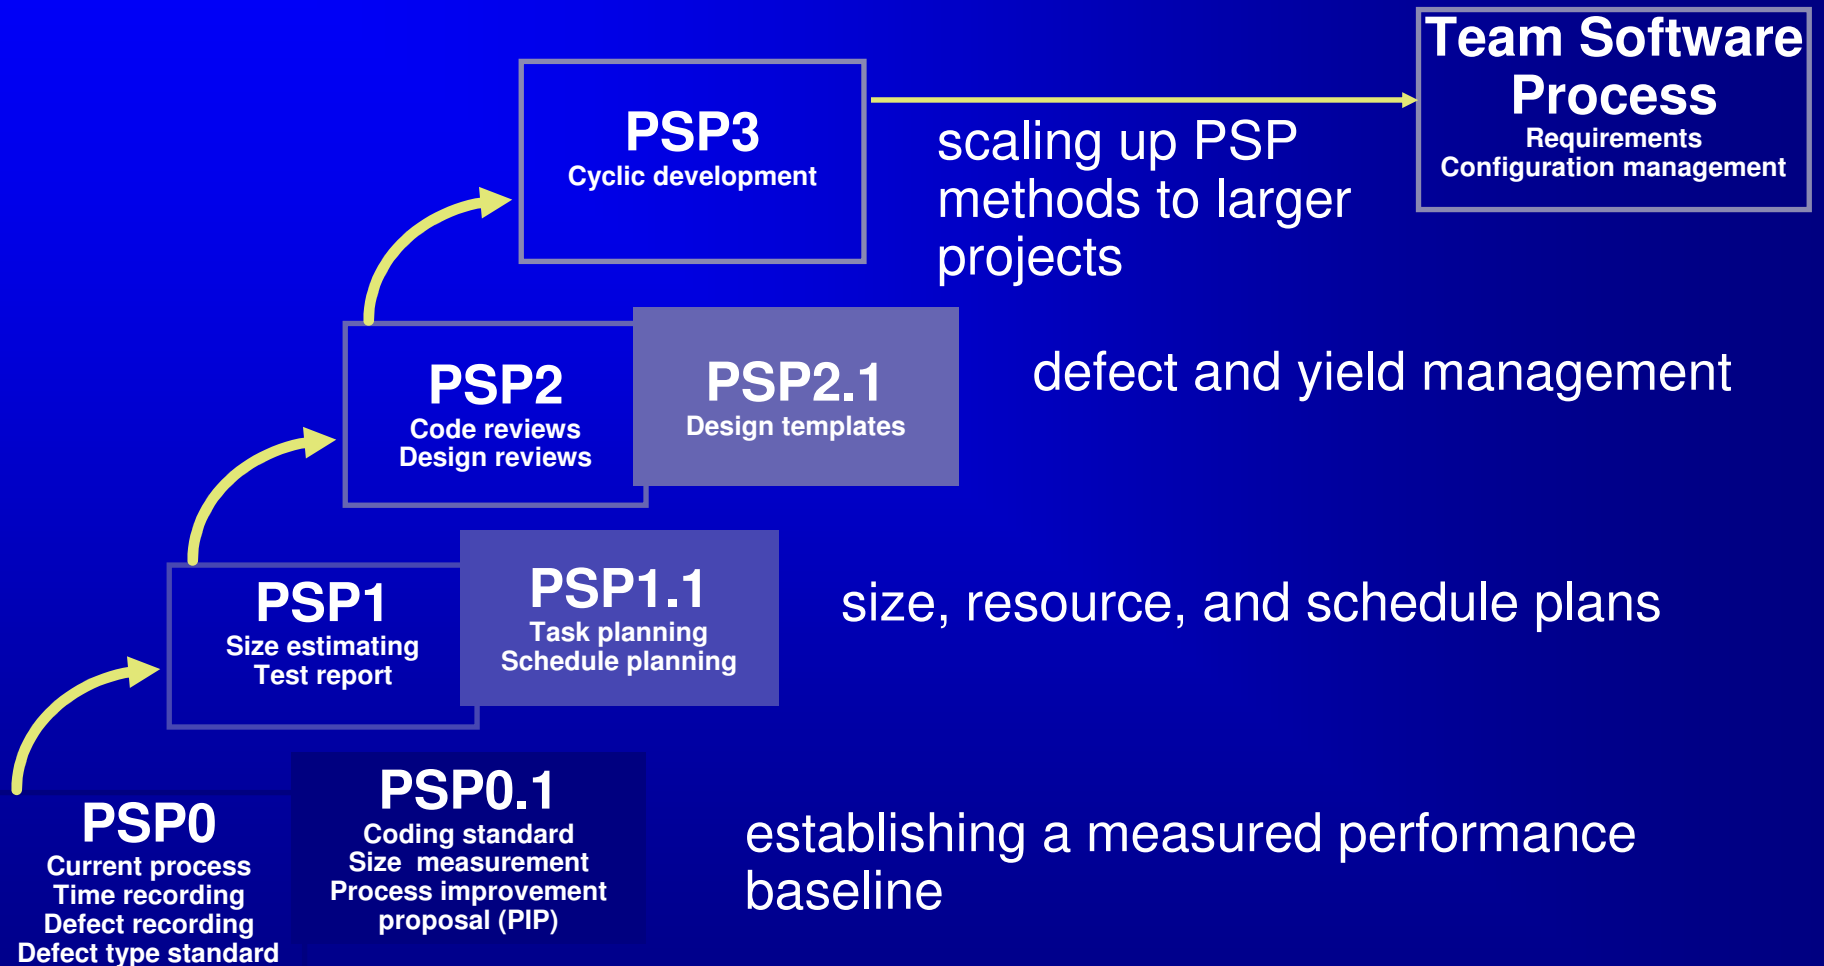 Team Software
Process
Requirements
Configuration management
PSP3
Cyclic development
scaling up PSP
methods to larger
projects
PSP2
Code reviews
Design reviews
PSP2.1
Design templates
defect and yield management
PSP1
Size estimating
Test report
PSP1.1
Task planning
Schedule planning
size, resource, and schedule plans
PSP0
Current process
Time recording
Defect recording
Defect type standard
PSP0.1
Coding standard
Size measurement
Process improvement
proposal (PIP)
establishing a measured performance
baseline